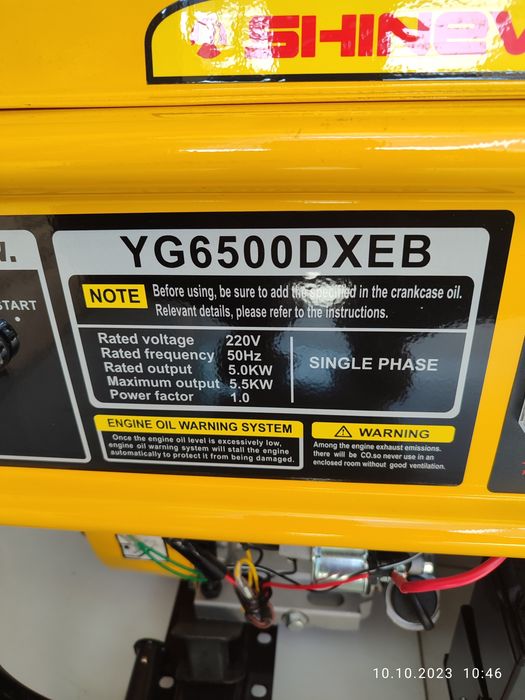 SHINEW
YG6500DXEB
START
NOTE
Before using, be sure to add the specified in the crankcase oil.
Relevant details, please refer to the instructions.
Rated voltage 220V
Rated frequency 50Hz
Rated output 5.0KW
Maximum output 5.5KW
Power factor 1.0
SINGLE PHASE
ENGINE OIL WARNING SYSTEM
Once the engine oil level is excessively low,
engine oil warning system will stall the engine
automatically to protect it from being damaged.
WARNING
Among the engine exhaust emissions.
there will be CO.so never use in an
enclosed room without good ventilation.
10.10.2023 10:46